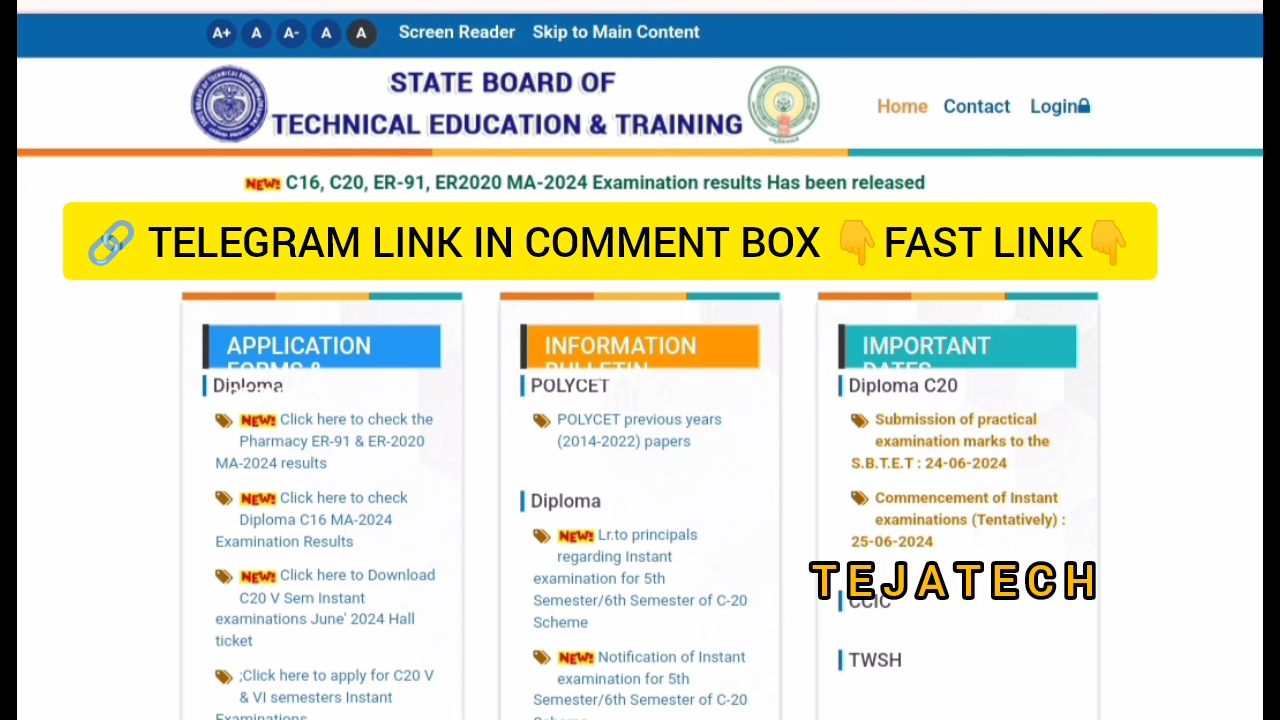 A+ A A- A A Screen Reader Skip to Main Content
STATE BOARD OF
TECHNICAL EDUCATION & TRAINING
Home Contact Login
NEW! C16, C20, ER-91, ER2020 MA-2024 Examination results Has been released
TELEGRAM LINK IN COMMENT BOX FAST LINK
APPLICATION
FORMS &
Diploma
NEW! Click here to check the
Pharmacy ER-91 & ER-2020
MA-2024 results
NEW! Click here to check
Diploma C16 MA-2024
Examination Results
NEW! Click here to Download
C20 V Sem Instant
examinations June' 2024 Hall
ticket
;Click here to apply for C20 V
& VI semesters Instant
Examinations
INFORMATION
BULLETIN
POLYCET
POLYCET previous years
(2014-2022) papers
Diploma
NEW! Lr.to principals
regarding Instant
examination for 5th
Semester/6th Semester of C-20
Scheme
NEW! Notification of Instant
examination for 5th
Semester/6th Semester of C-20
Scheme
IMPORTANT
DATES
Diploma C20
Submission of practical
examination marks to the
S.B.T.E.T : 24-06-2024
Commencement of Instant
examinations (Tentatively) :
25-06-2024
TEJATECH
CCIC
TWSH